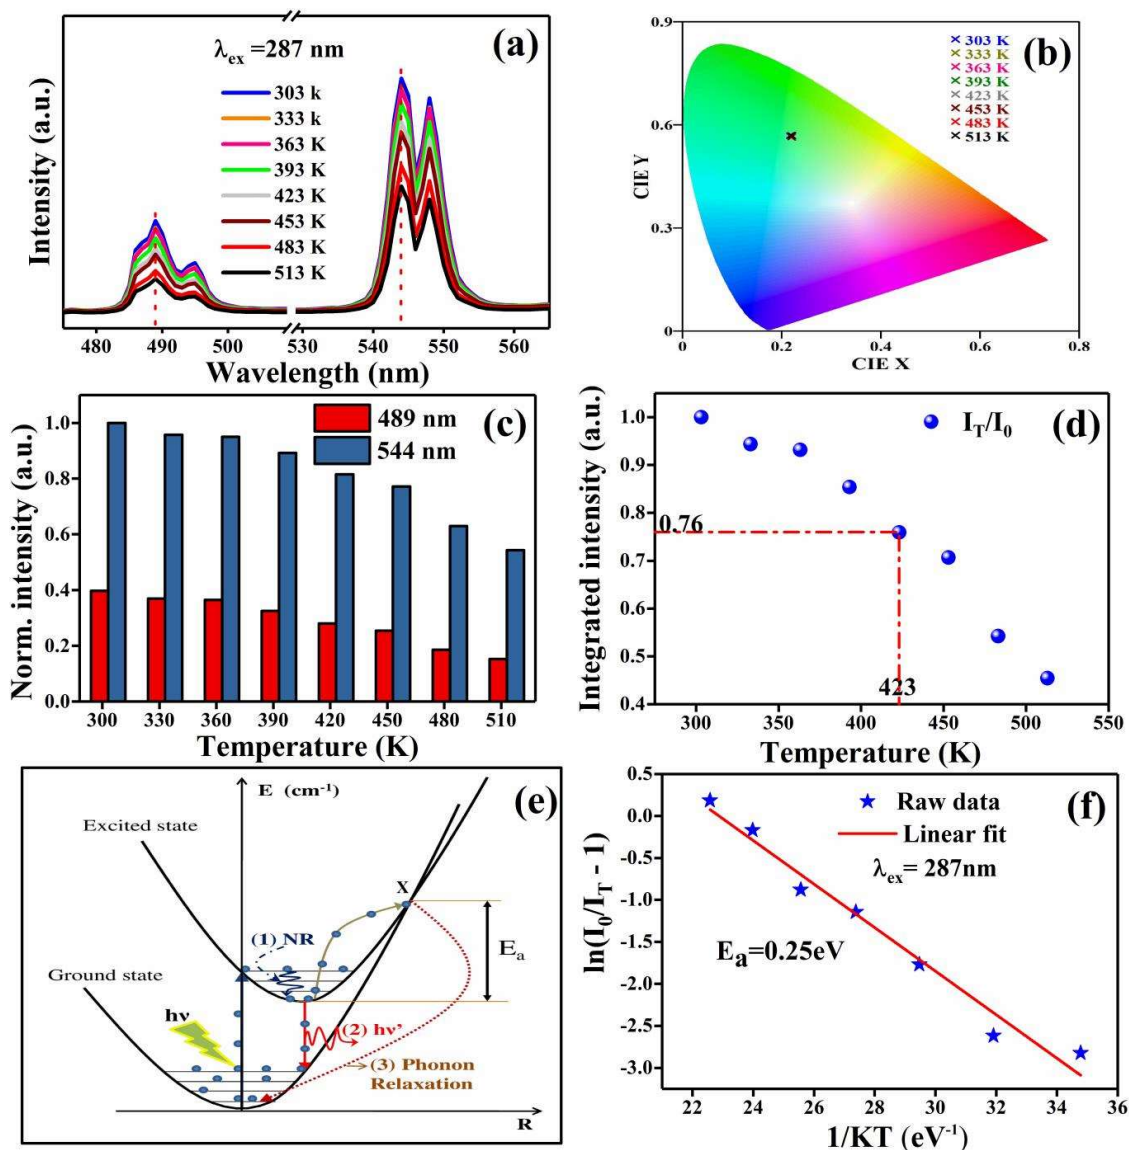 (a)
λex =287 nm
303 k
333 k
363 K
393 K
423 K
453 K
483 K
513 K
Intensity (a.u.)
480 490 500 530 540 550 560
Wavelength (nm)
(b)
303 K
333 K
363 K
393 K
423 K
453 K
483 K
513 K
0.9
0.6
0.3
0
CIE Y
0 0.2 0.4 0.6 0.8
CIE X
(c)
489 nm
544 nm
1.0
0.8
0.6
0.4
0.2
0.0
Norm. intensity (a.u.)
300 330 360 390 420 450 480 510
Temperature (K)
(d)
IT/I0
1.0
0.9
0.8
0.7
0.6
0.5
0.4
0.76
423
Integrated intensity (a.u.)
300 350 400 450 500 550
Temperature (K)
(e)
E (cm-1)
Excited state
X
(1) NR
Ea
Ground state
hν
(2) hν'
(3) Phonon
Relaxation
R
(f)
Raw data
Linear fit
λex= 287nm
Ea=0.25eV
0.5
0.0
-0.5
-1.0
-1.5
-2.0
-2.5
-3.0
ln(I0/IT - 1)
22 24 26 28 30 32 34 36
1/KT (eV-1)